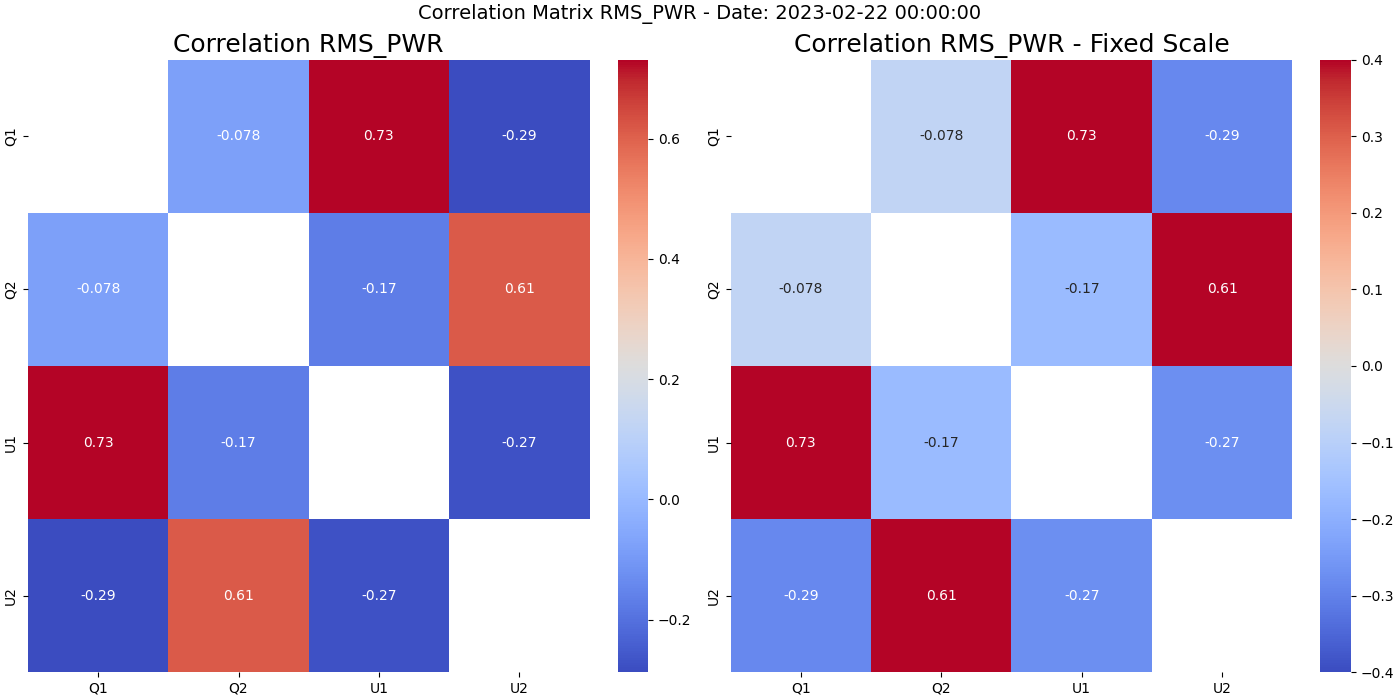 Correlation Matrix RMS_PWR - Date: 2023-02-22 00:00:00
Correlation RMS_PWR
Q1
-0.078
0.73
-0.29
Q2
-0.078
-0.17
0.61
U1
0.73
-0.17
-0.27
U2
-0.29
0.61
-0.27
Q1
Q2
U1
U2
0.6
0.4
0.2
0.0
−0.2
Correlation RMS_PWR - Fixed Scale
Q1
-0.078
0.73
-0.29
Q2
-0.078
-0.17
0.61
U1
0.73
-0.17
-0.27
U2
-0.29
0.61
-0.27
Q1
Q2
U1
U2
0.4
0.3
0.2
0.1
0.0
−0.1
−0.2
−0.3
−0.4